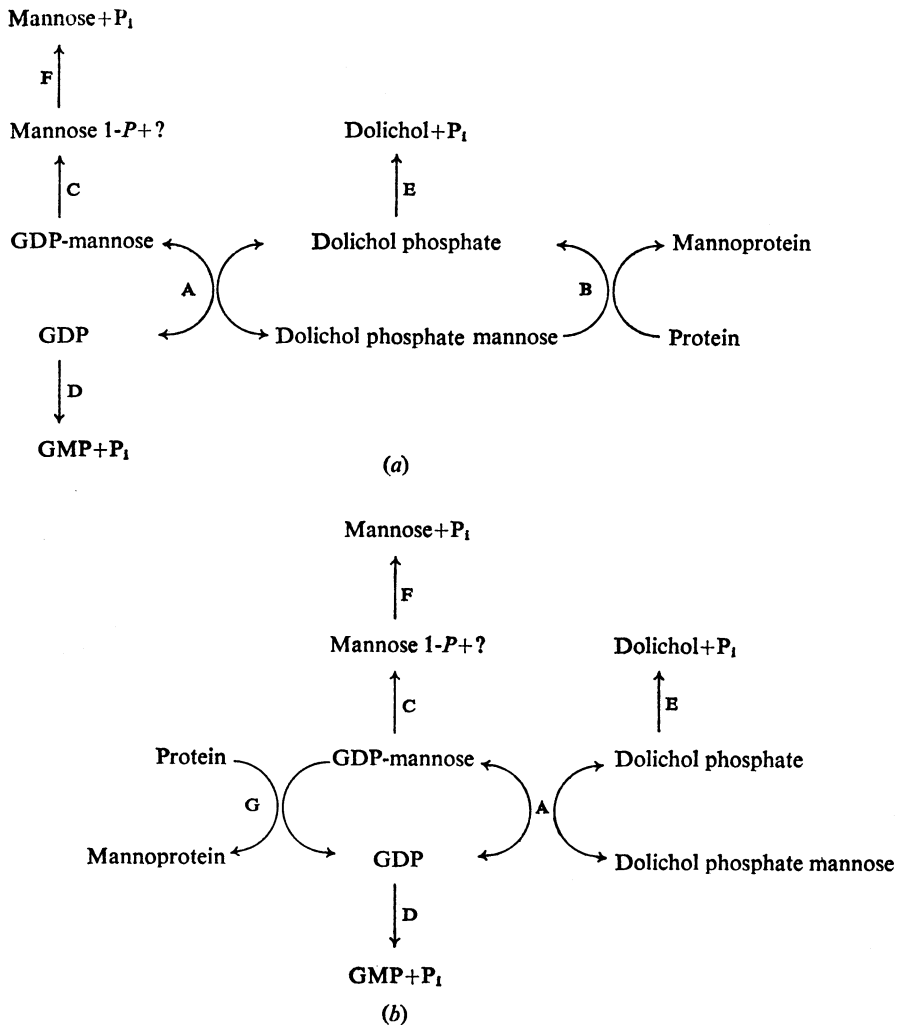 Mannose+Pi
F
Mannose 1-P+? Dolichol+Pi
C E
GDP-mannose Dolichol phosphate Mannoprotein
A B
GDP Dolichol phosphate mannose Protein
D
GMP+Pi
(a)
Mannose+Pi
F
Mannose 1-P+? Dolichol+Pi
C E
Protein GDP-mannose Dolichol phosphate
G A
Mannoprotein GDP Dolichol phosphate mannose
D
GMP+Pi
(b)